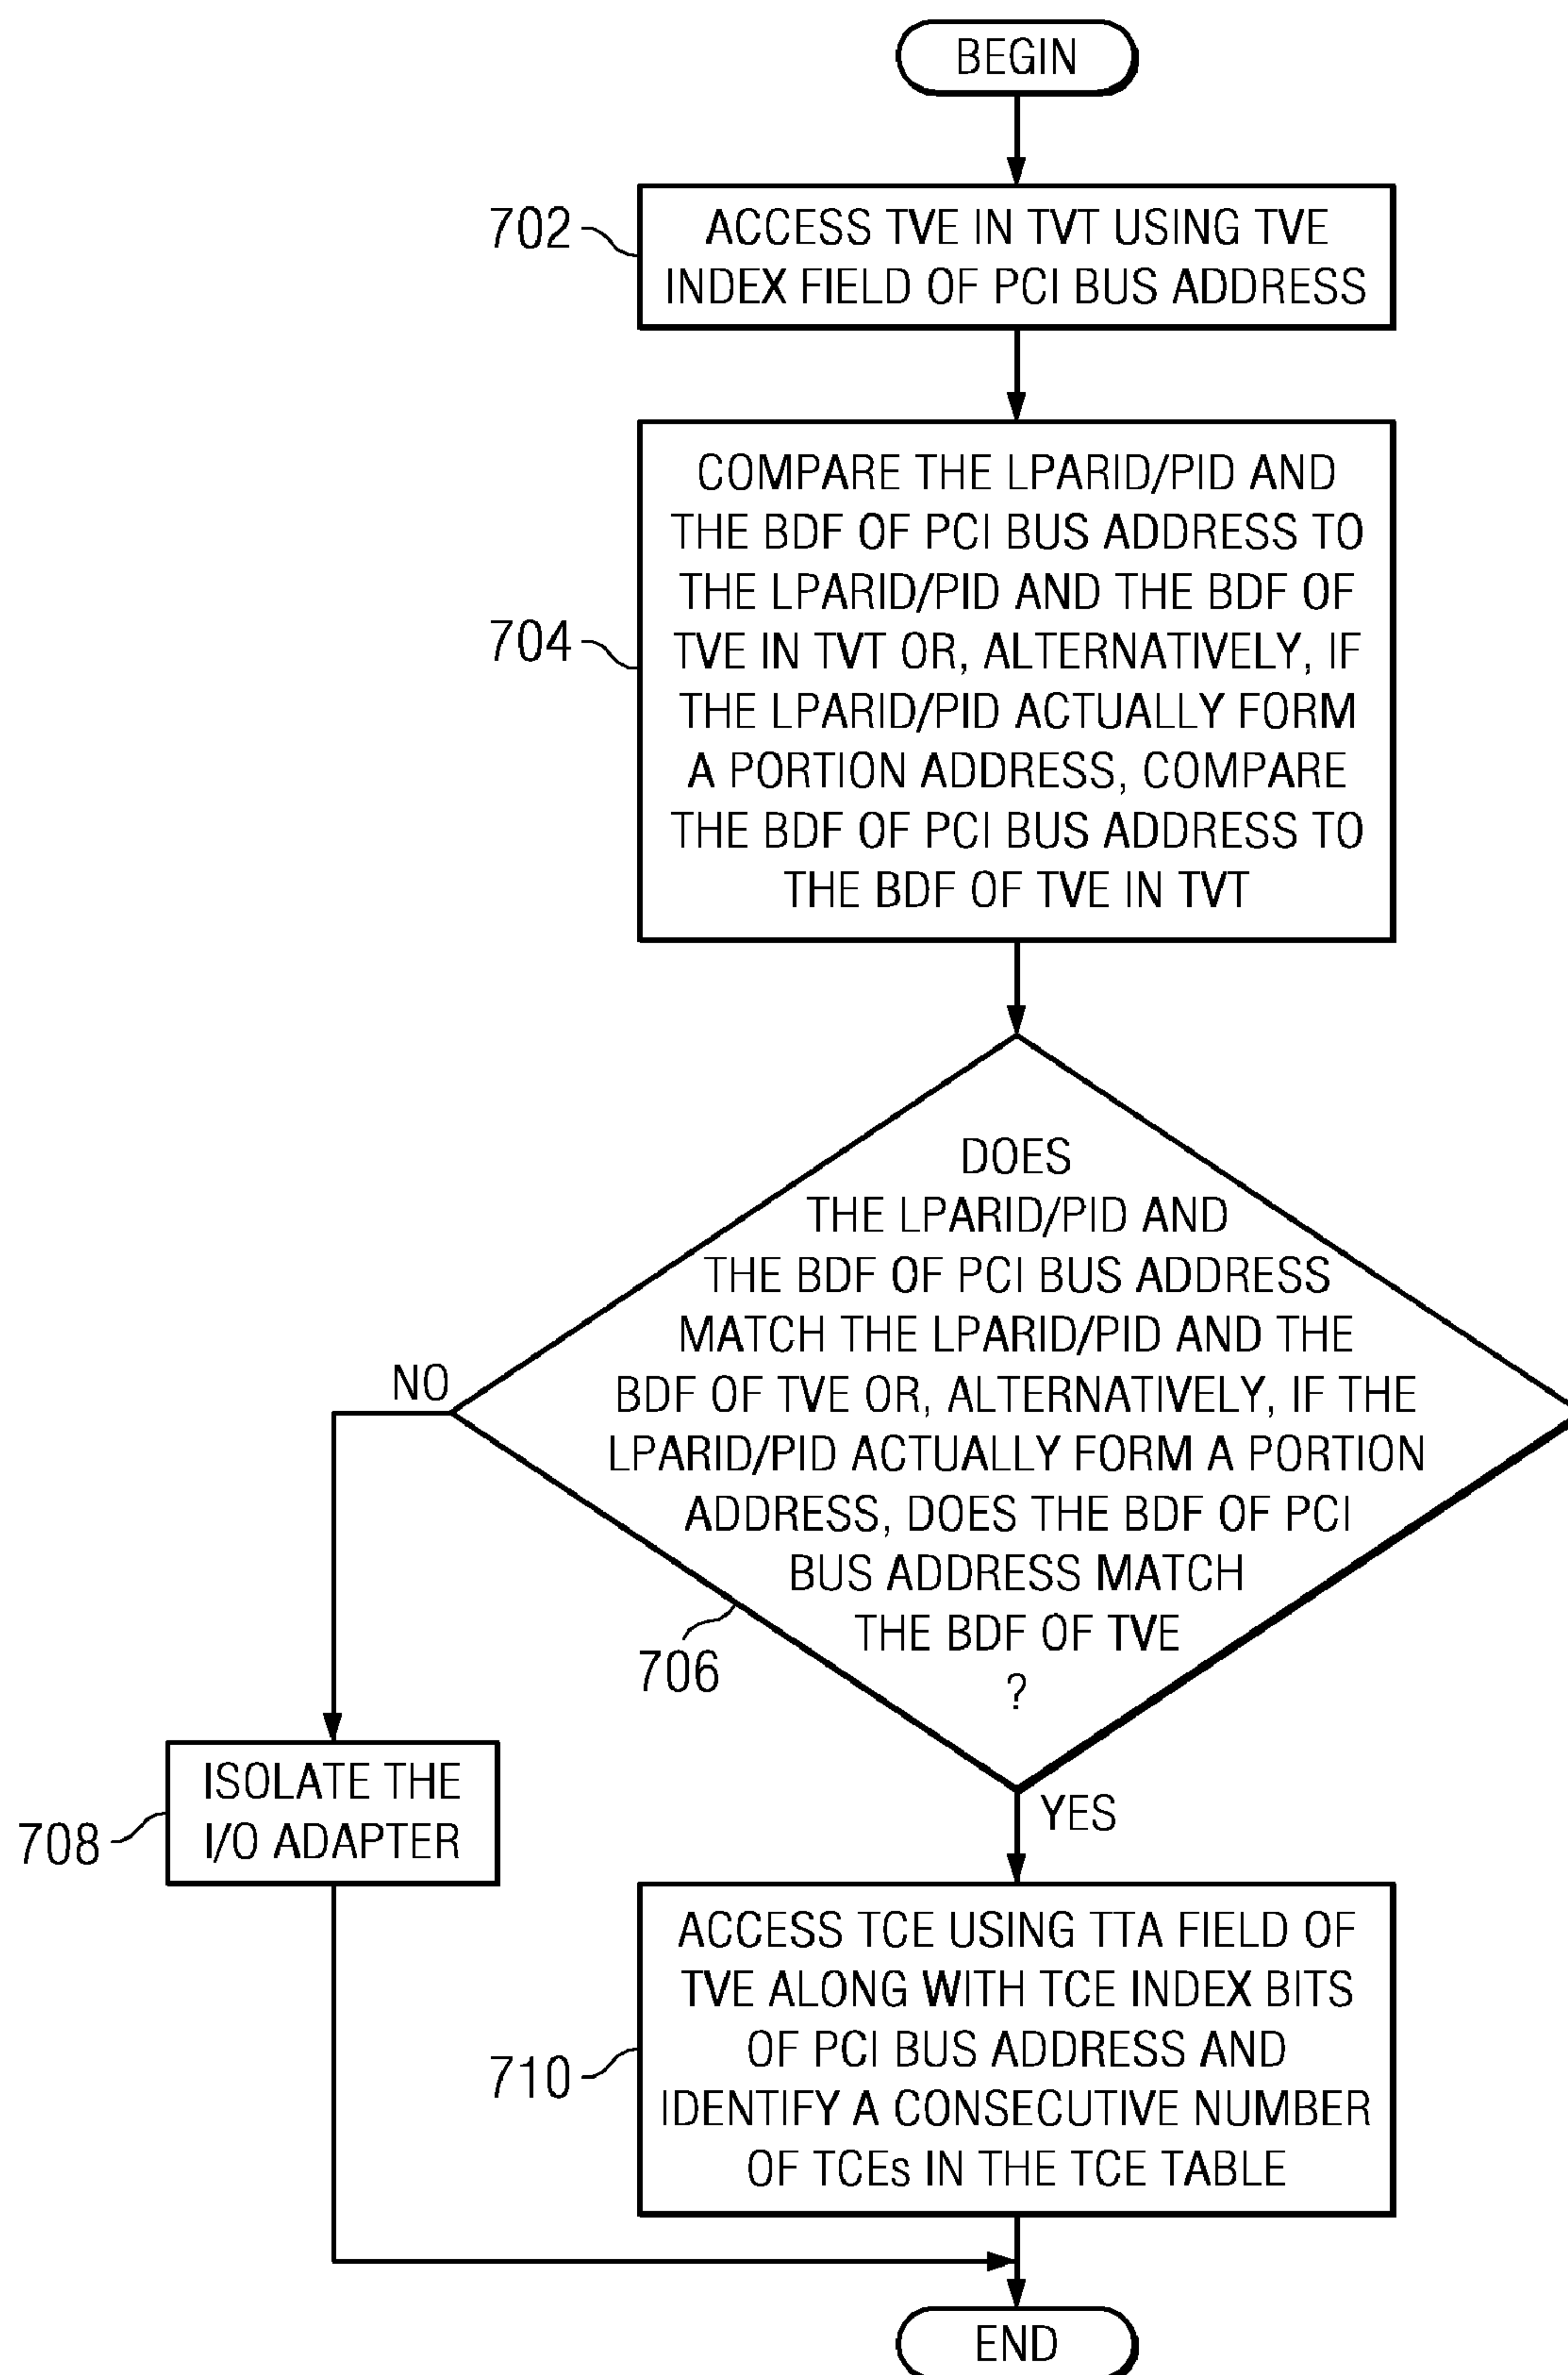 BEGIN
702
ACCESS TVE IN TVT USING TVE
INDEX FIELD OF PCI BUS ADDRESS
704
COMPARE THE LPARID/PID AND
THE BDF OF PCI BUS ADDRESS TO
THE LPARID/PID AND THE BDF OF
TVE IN TVT OR, ALTERNATIVELY, IF
THE LPARID/PID ACTUALLY FORM
A PORTION ADDRESS, COMPARE
THE BDF OF PCI BUS ADDRESS TO
THE BDF OF TVE IN TVT
DOES
THE LPARID/PID AND
THE BDF OF PCI BUS ADDRESS
MATCH THE LPARID/PID AND THE
BDF OF TVE OR, ALTERNATIVELY, IF THE
LPARID/PID ACTUALLY FORM A PORTION
ADDRESS, DOES THE BDF OF PCI
BUS ADDRESS MATCH
THE BDF OF TVE
?
706
NO
YES
708
ISOLATE THE
I/O ADAPTER
710
ACCESS TCE USING TTA FIELD OF
TVE ALONG WITH TCE INDEX BITS
OF PCI BUS ADDRESS AND
IDENTIFY A CONSECUTIVE NUMBER
OF TCEs IN THE TCE TABLE
END